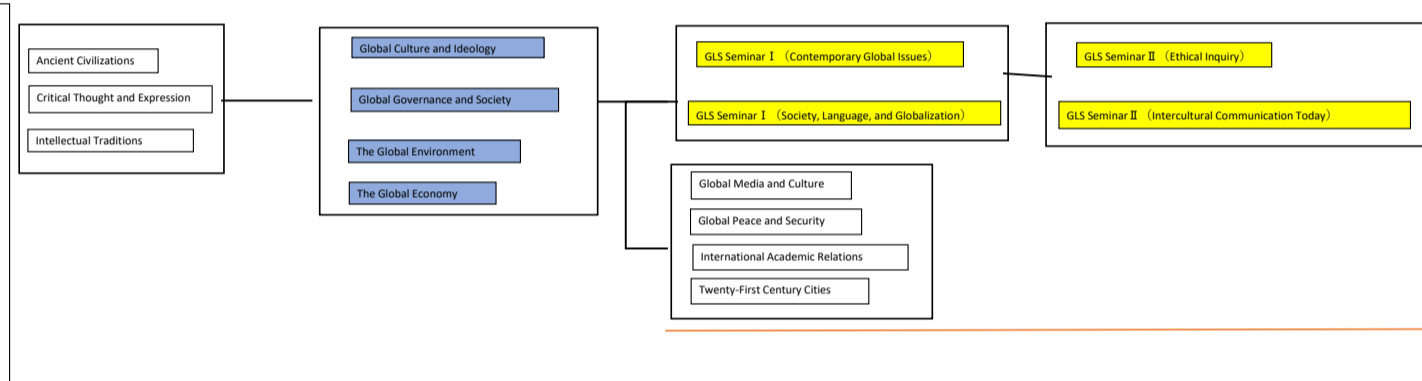 Ancient Civilizations
Critical Thought and Expression
Intellectual Traditions
Global Culture and Ideology
Global Governance and Society
The Global Environment
The Global Economy
GLS Seminar Ⅰ （Contemporary Global Issues）
GLS Seminar Ⅰ （Society, Language, and Globalization）
Global Media and Culture
Global Peace and Security
International Academic Relations
Twenty-First Century Cities
GLS Seminar Ⅱ （Ethical Inquiry）
GLS Seminar Ⅱ （Intercultural Communication Today）